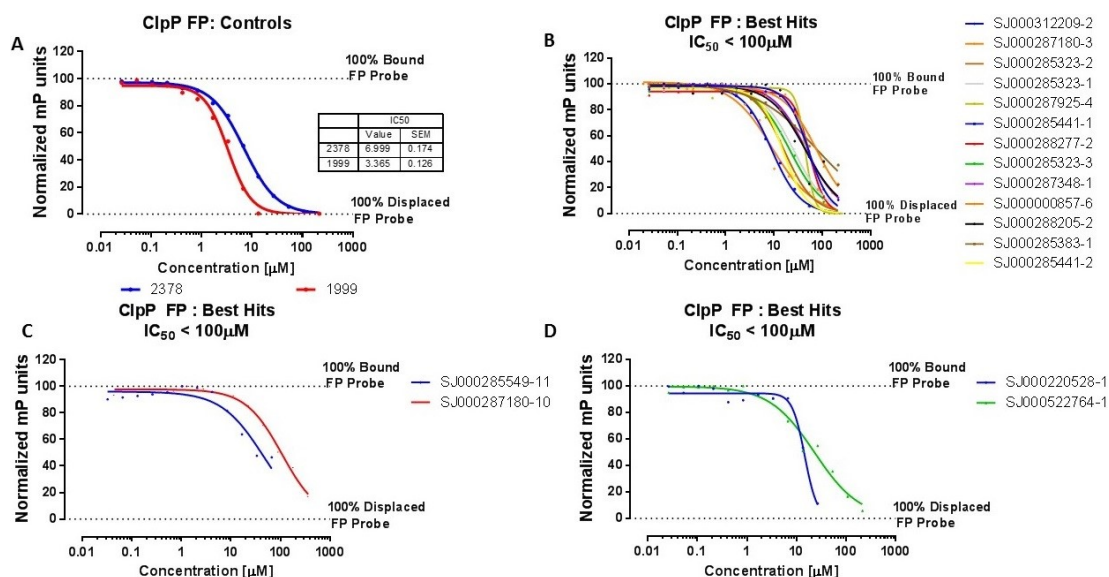 A
ClpP FP: Controls
Normalized mP units
120
100
80
60
40
20
0
100% Bound
FP Probe
IC50
Value SEM
2378 6.999 0.174
1999 3.365 0.126
100% Displaced
FP Probe
0.01 0.1 1 10 100 1000
Concentration [µM]
2378 1999
B
ClpP FP : Best Hits
IC50 < 100µM
Normalized mP units
120
100
80
60
40
20
0
100% Bound
FP Probe
100% Displaced
FP Probe
0.01 0.1 1 10 100 1000
Concentration [µM]
SJ000312209-2
SJ000287180-3
SJ000285323-2
SJ000285323-1
SJ000287925-4
SJ000285441-1
SJ000288277-2
SJ000285323-3
SJ000287348-1
SJ000000857-6
SJ000288205-2
SJ000285383-1
SJ000285441-2
C
ClpP FP : Best Hits
IC50 < 100µM
Normalized mP units
120
100
80
60
40
20
0
100% Bound
FP Probe
100% Displaced
FP Probe
0.01 0.1 1 10 100 1000
Concentration [µM]
SJ000285549-11
SJ000287180-10
D
ClpP FP : Best Hits
IC50 < 100µM
Normalized mP units
120
100
80
60
40
20
0
100% Bound
FP Probe
100% Displaced
FP Probe
0.01 0.1 1 10 100 1000
Concentration [µM]
SJ000220528-1
SJ000522764-1